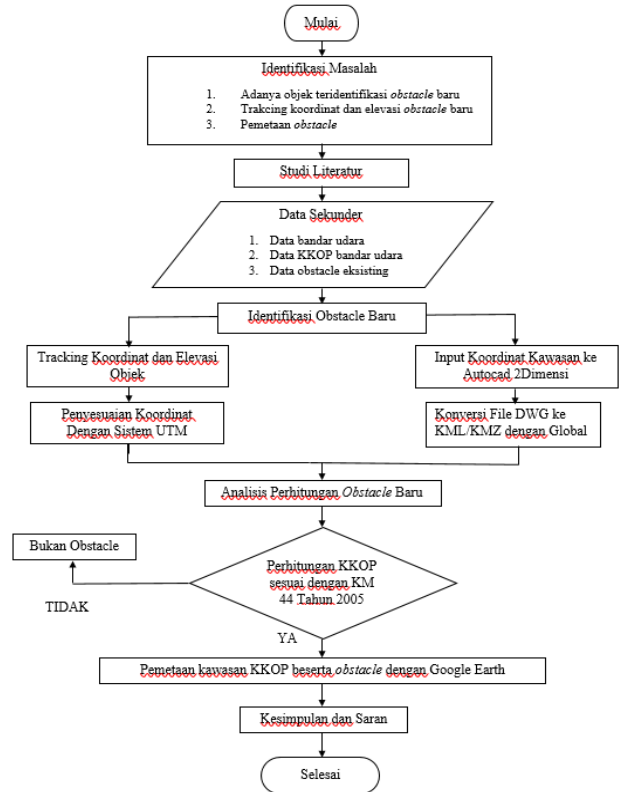 Mulai
Identifikasi Masalah
1. Adanya objek teridentifikasi obstacle baru
2. Trakcing koordinat dan elevasi obstacle baru
3. Pemetaan obstacle
Studi Literatur
Data Sekunder
1. Data bandar udara
2. Data KKOP bandar udara
3. Data obstacle eksisting
Identifikasi Obstacle Baru
Tracking Koordinat dan Elevasi
Objek
Input Koordinat Kawasan ke
Autocad 2Dimensi
Penyesuaian Koordinat
Dengan Sistem UTM
Konversi File DWG ke
KML/KMZ dengan Global
Analisis Perhitungan Obstacle Baru
Bukan Obstacle
Perhitungan KKOP
sesuai dengan KM
44 Tahun 2005
TIDAK
YA
Pemetaan kawasan KKOP beserta obstacle dengan Google Earth
Kesimpulan dan Saran
Selesai